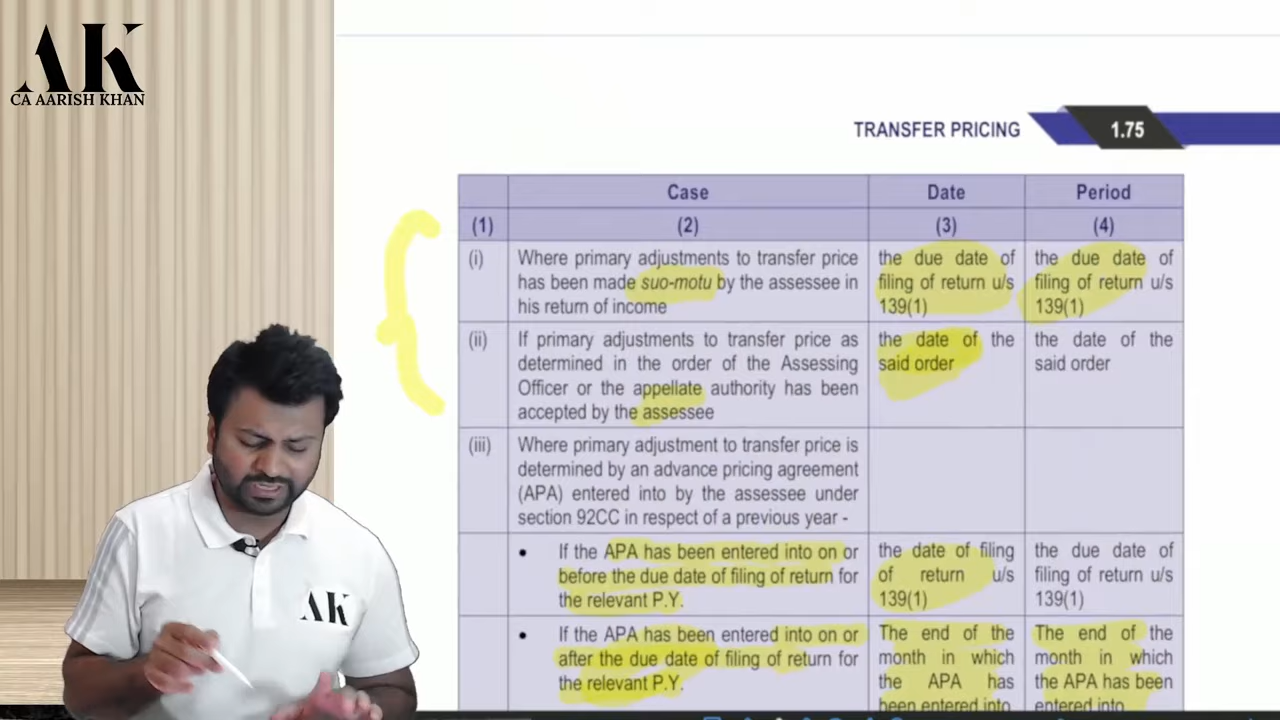 AK
CA AARISH KHAN
TRANSFER PRICING 1.75
Case Date Period
(1) (2) (3) (4)
(i) Where primary adjustments to transfer price has been made suo-motu by the assessee in his return of income
the due date of filing of return u/s 139(1)
the due date of filing of return u/s 139(1)
(ii) If primary adjustments to transfer price as determined in the order of the Assessing Officer or the appellate authority has been accepted by the assessee
the date of the said order
the date of the said order
(iii) Where primary adjustment to transfer price is determined by an advance pricing agreement (APA) entered into by the assessee under section 92CC in respect of a previous year -
• If the APA has been entered into on or before the due date of filing of return for the relevant P.Y.
the date of filing of return u/s 139(1)
the due date of filing of return u/s 139(1)
• If the APA has been entered into on or after the due date of filing of return for the relevant P.Y.
The end of the month in which the APA has been entered into
The end of the month in which the APA has been entered into
AK